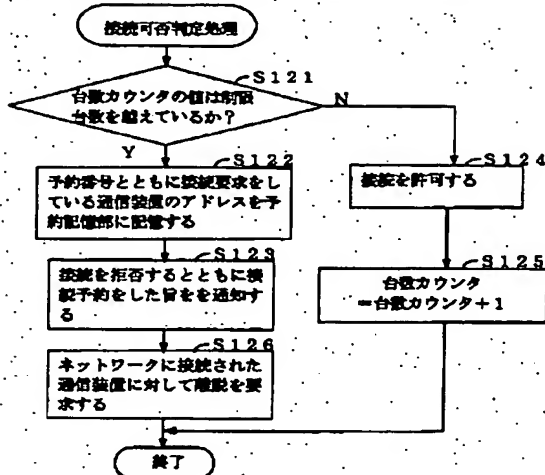 接続可否判定処理
S121
台数カウンタの値は制限
台数を越えているか?
N
Y
S122
予約番号とともに接続要求をし
ている通信装置のアドレスを予
約記憶部に記憶する
S124
接続を許可する
S123
接続を拒否するとともに接
続予約をした旨をを通知す
る
S125
台数カウンタ
=台数カウンタ+1
S126
ネットワークに接続された
通信装置に対して離脱を要
求する
終了